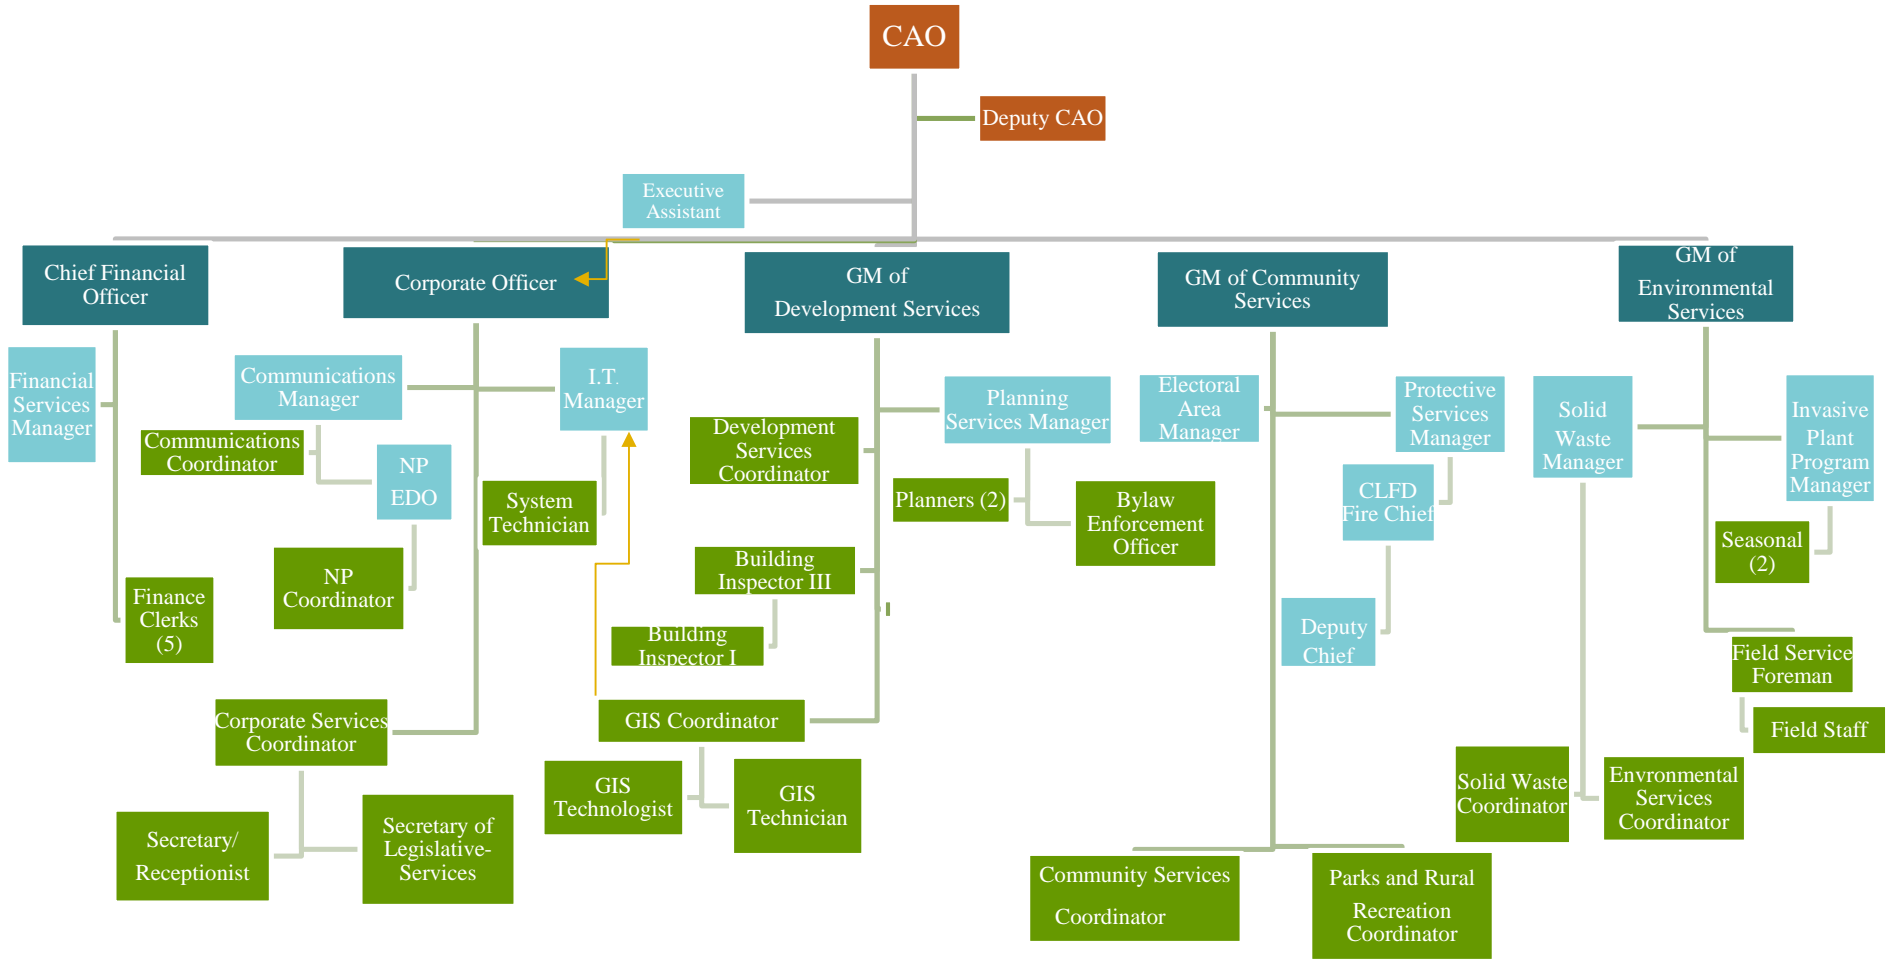 CAO
Deputy CAO
Executive
Assistant
Chief Financial
Officer
Corporate Officer
GM of
Development Services
GM of Community
Services
GM of
Environmental
Services
Financial
Services
Manager
Communications
Manager
I.T.
Manager
Planning
Services Manager
Electoral
Area
Manager
Protective
Services
Manager
Solid
Waste
Manager
Invasive
Plant
Program
Manager
Communications
Coordinator
NP
EDO
System
Technician
Development
Services
Coordinator
Planners (2)
Bylaw
Enforcement
Officer
CLFD
Fire Chief
Seasonal
(2)
NP
Coordinator
Building
Inspector III
Finance
Clerks
(5)
Building
Inspector I
Deputy
Chief
Field Service
Foreman
Field Staff
Corporate Services
Coordinator
GIS Coordinator
GIS
Technologist
GIS
Technician
Solid Waste
Coordinator
Envronmental
Services
Coordinator
Secretary/
Receptionist
Secretary of
Legislative-
Services
Community Services
Coordinator
Parks and Rural
Recreation
Coordinator